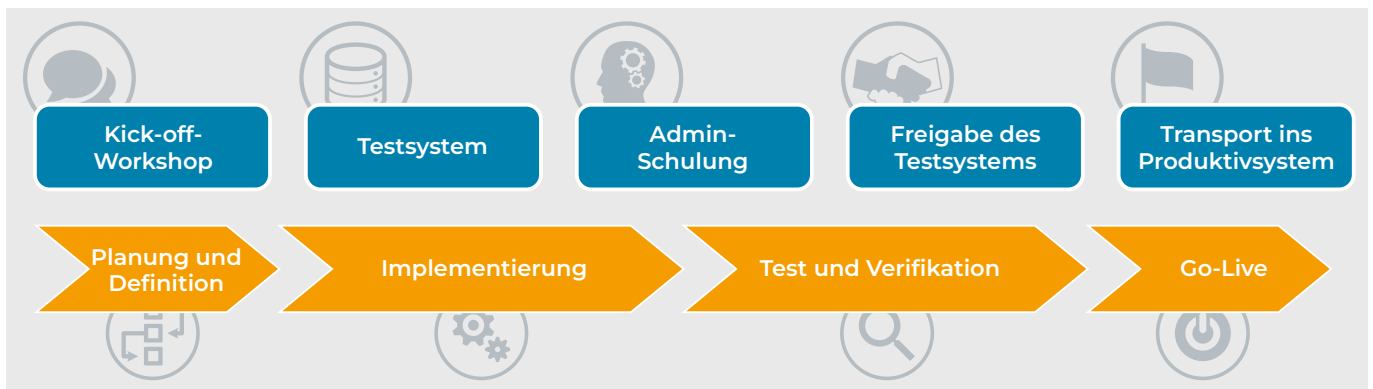 Kick-off-
Workshop
Testsystem
Admin-
Schulung
Freigabe des
Testsystems
Transport ins
Produktivsystem
Planung und
Definition
Implementierung
Test und Verifikation
Go-Live